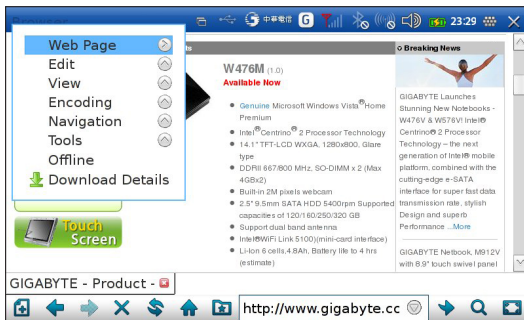 中華電信 G 23:29
Web Page
Edit
View
Encoding
Navigation
Tools
Offline
Download Details
Touch
Screen
W476M (1.0)
Available Now
Genuine Microsoft Windows Vista® Home
Premium
Intel® Centrino® 2 Processor Technology
14.1" TFT-LCD WXGA, 1280x800, Glare
type
DDRII 667/800 MHz, SO-DIMM x 2 (Max
4GBx2)
Built-in 2M pixels webcam
2.5" 9.5mm SATA HDD 5400rpm Supported
capacities of 120/160/250/320 GB
Support dual band antenna
Intel®WiFi Link 5100)(mini-card interface)
Li-Ion 6 cells,4.8Ah, Battery life to 4 hrs
(estimate)
Breaking News
GIGABYTE Launches
Stunning New Notebooks -
W476V & W576V! Intel®
Centrino® 2 Processor
Technology – the next
generation of Intel® mobile
platform, combined with the
cutting-edge e-SATA
interface for super fast data
transmission rate, stylish
Design and superb
Performance ...More
GIGABYTE Netbook, M912V
with 8.9" touch swivel panel
GIGABYTE - Product -
http://www.gigabyte.cc